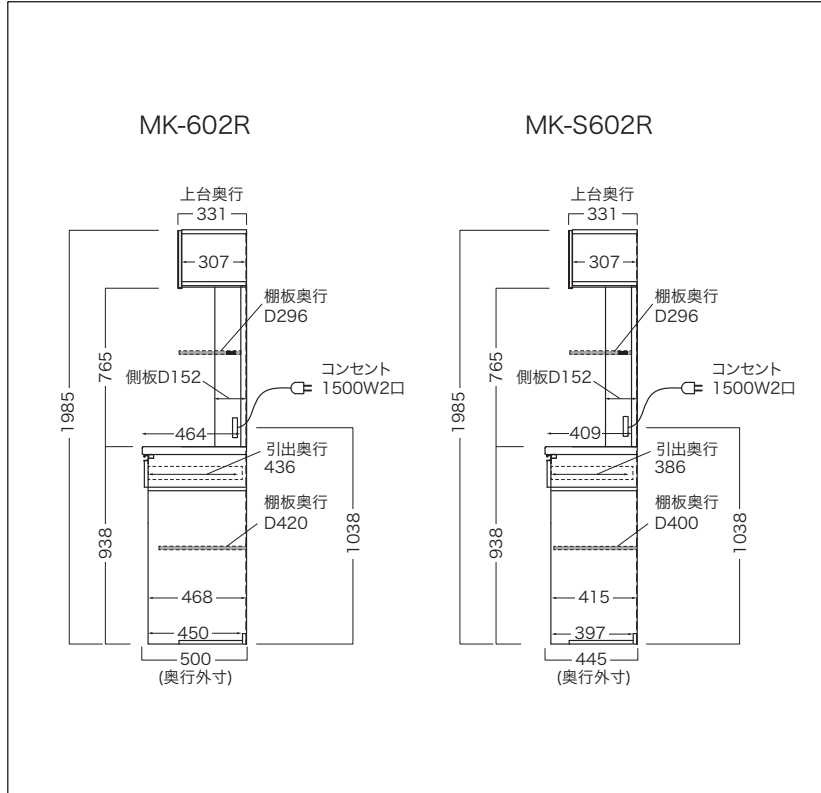 MK-602R
上台奥行
331
307
棚板奥行
D296
765
側板D152
コンセント
1500W2口
1985
464
引出奥行
436
棚板奥行
D420
938
1038
468
450
500
(奥行外寸)
MK-S602R
上台奥行
331
307
棚板奥行
D296
765
側板D152
コンセント
1500W2口
1985
409
引出奥行
386
棚板奥行
D400
938
1038
415
397
445
(奥行外寸)